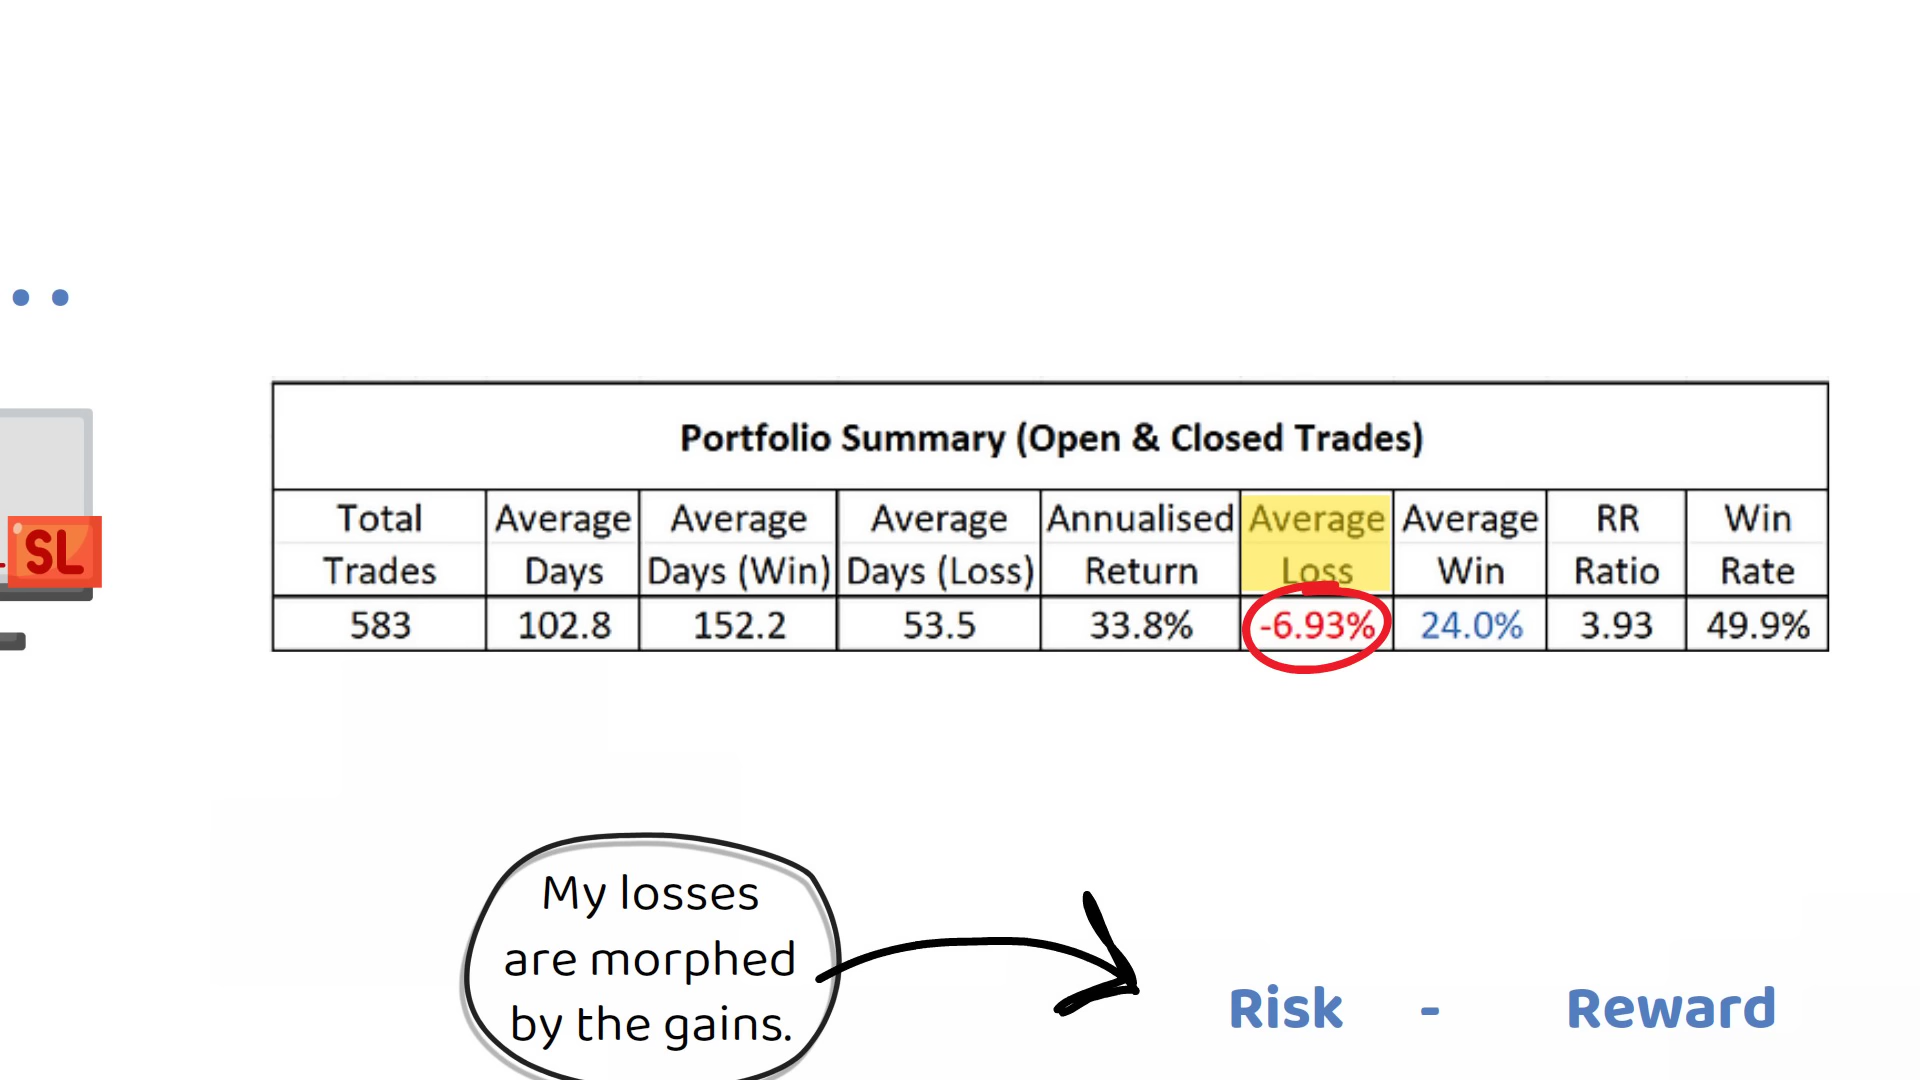 ..
SL
Portfolio Summary (Open & Closed Trades)
Total Trades | Average Days | Average Days (Win) | Average Days (Loss) | Annualised Return | Average Loss | Average Win | RR Ratio | Win Rate
583 | 102.8 | 152.2 | 53.5 | 33.8% | -6.93% | 24.0% | 3.93 | 49.9%
My losses
are morphed
by the gains.
Risk - Reward